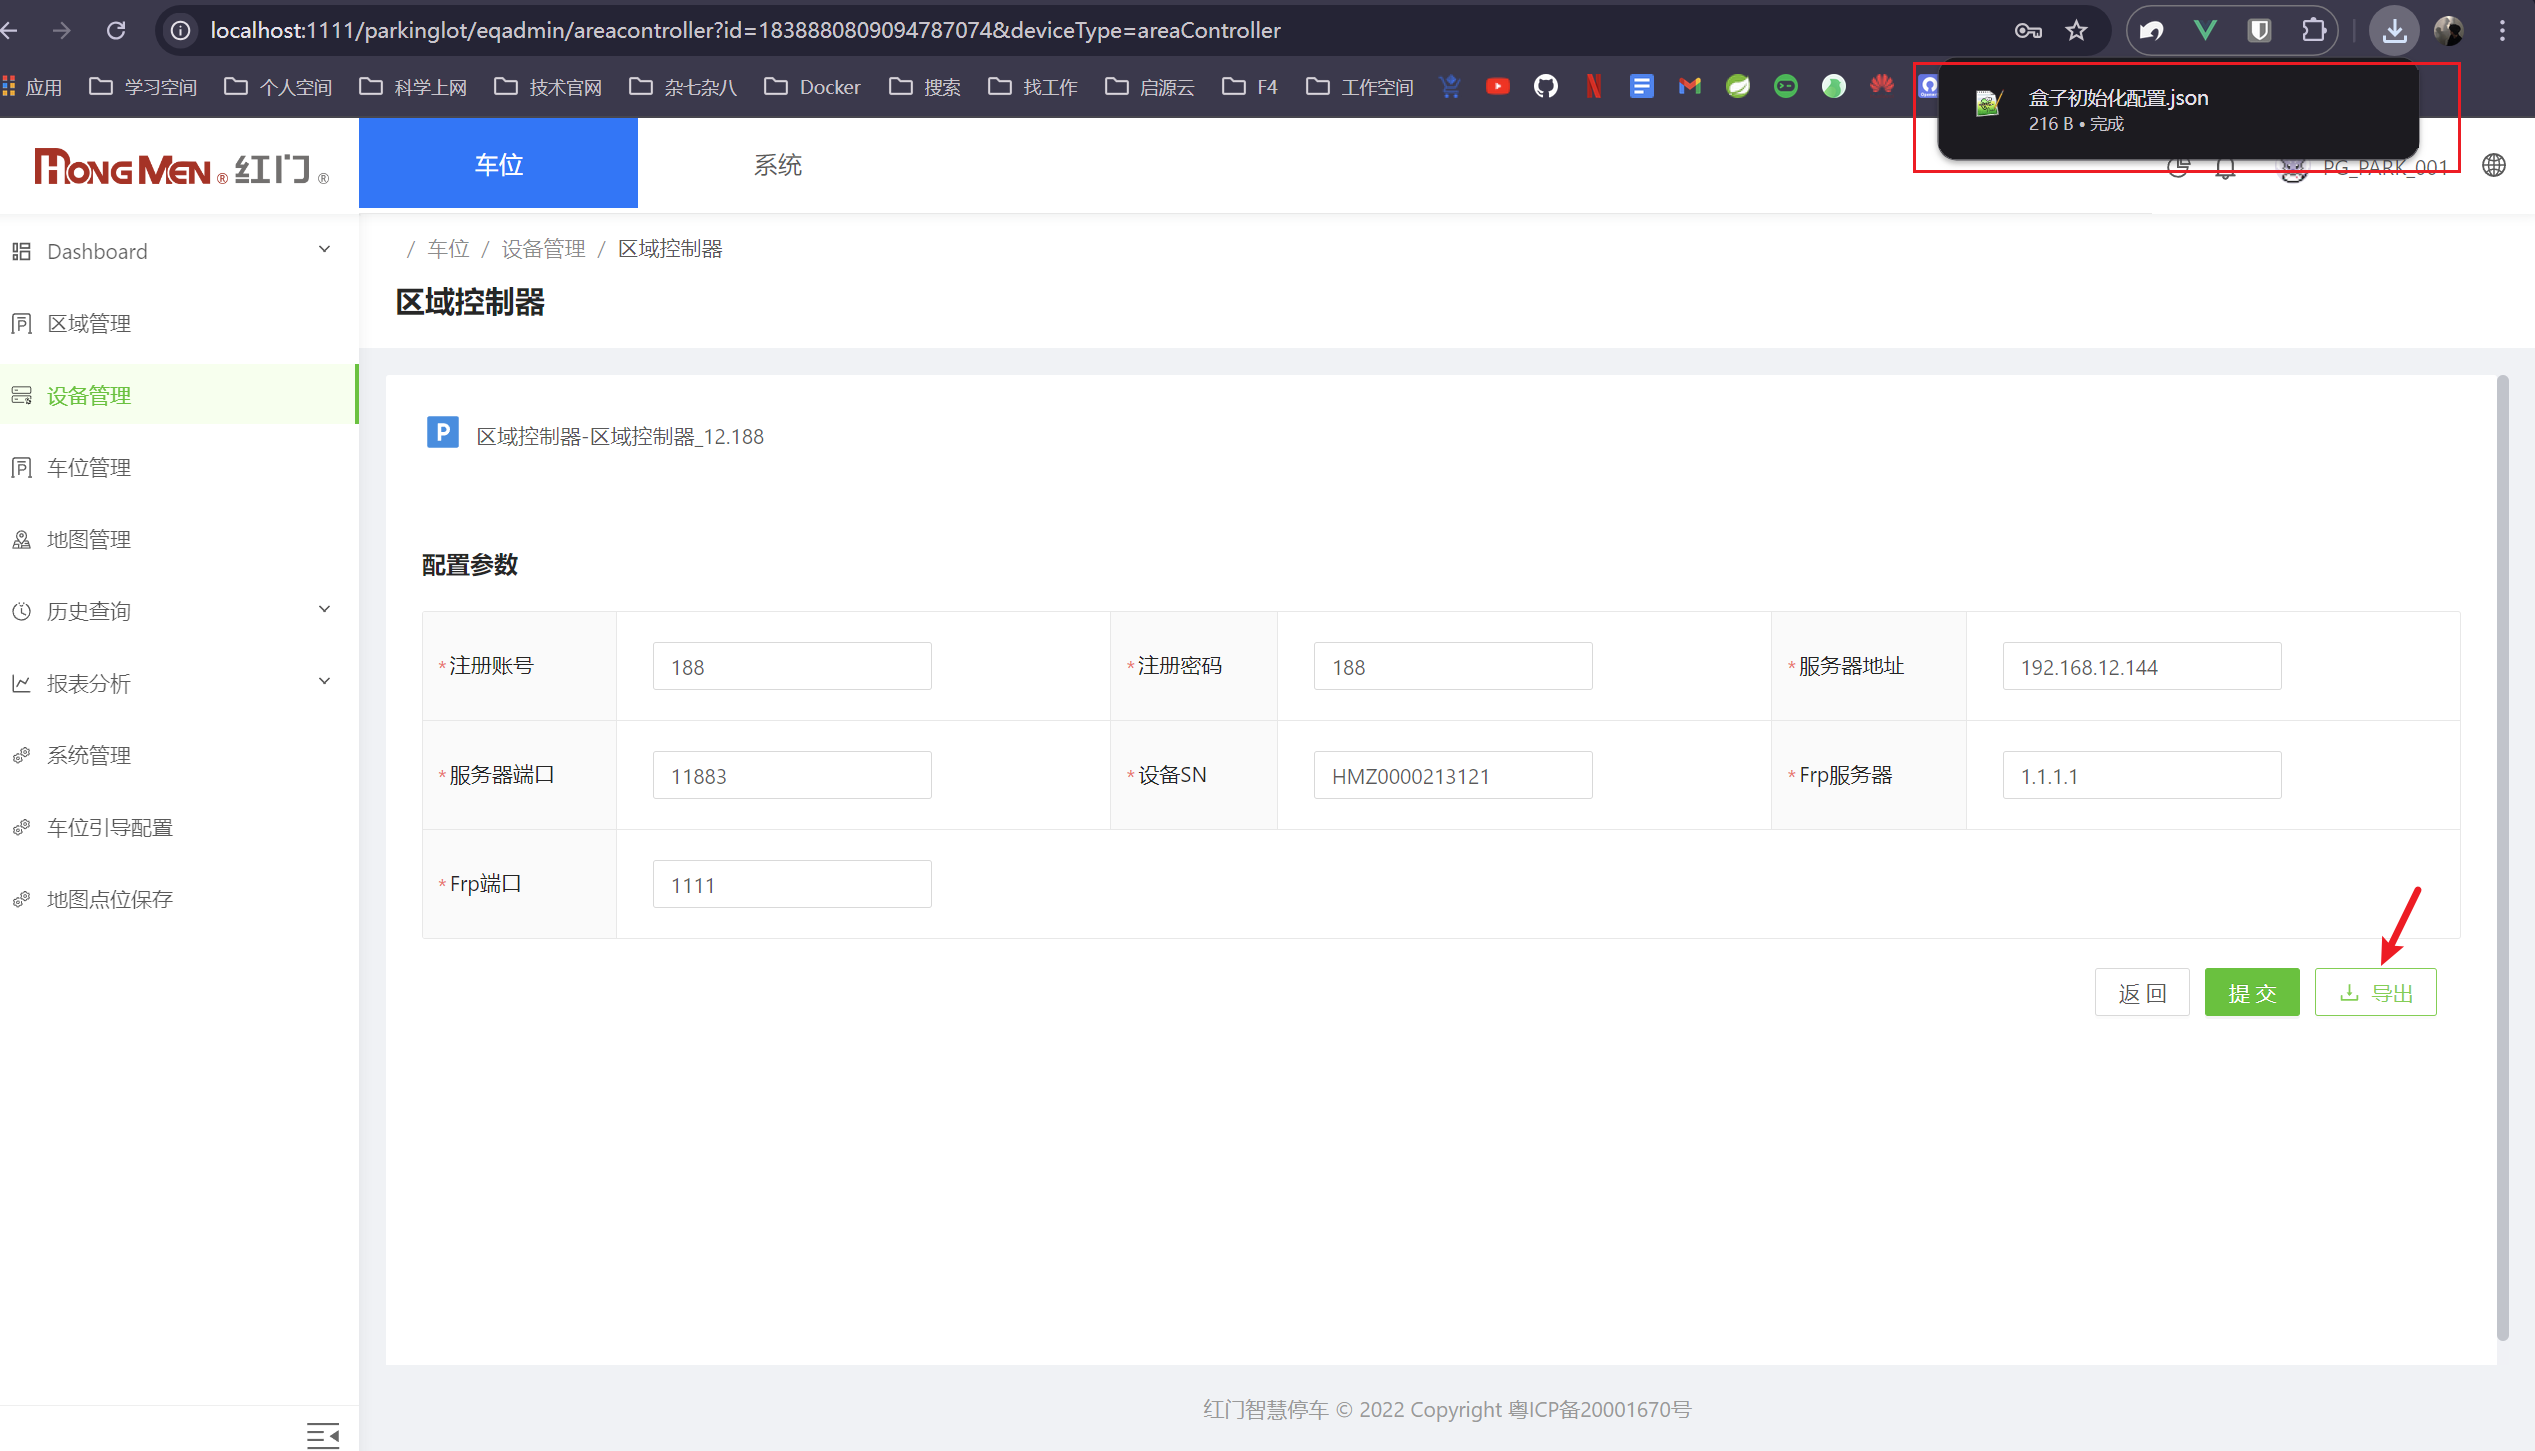 localhost:1111/parkinglot/eqadmin/areacontroller?id=1838880809094787074&deviceType=areaController
应用 学习空间 个人空间 科学上网 技术官网 杂七杂八 Docker 搜索 找工作 启源云 F4 工作空间
盒子初始化配置.json
216 B • 完成
HONGMEN® 红门®
车位 系统
PG_PARK_001
Dashboard
区域管理
设备管理
车位管理
地图管理
历史查询
报表分析
系统管理
车位引导配置
地图点位保存
/ 车位 / 设备管理 / 区域控制器
区域控制器
P 区域控制器-区域控制器_12.188
配置参数
*注册账号 188 *注册密码 188 *服务器地址 192.168.12.144
*服务器端口 11883 *设备SN HMZ0000213121 *Frp服务器 1.1.1.1
*Frp端口 1111
返 回 提 交 导出
红门智慧停车 © 2022 Copyright 粤ICP备20001670号